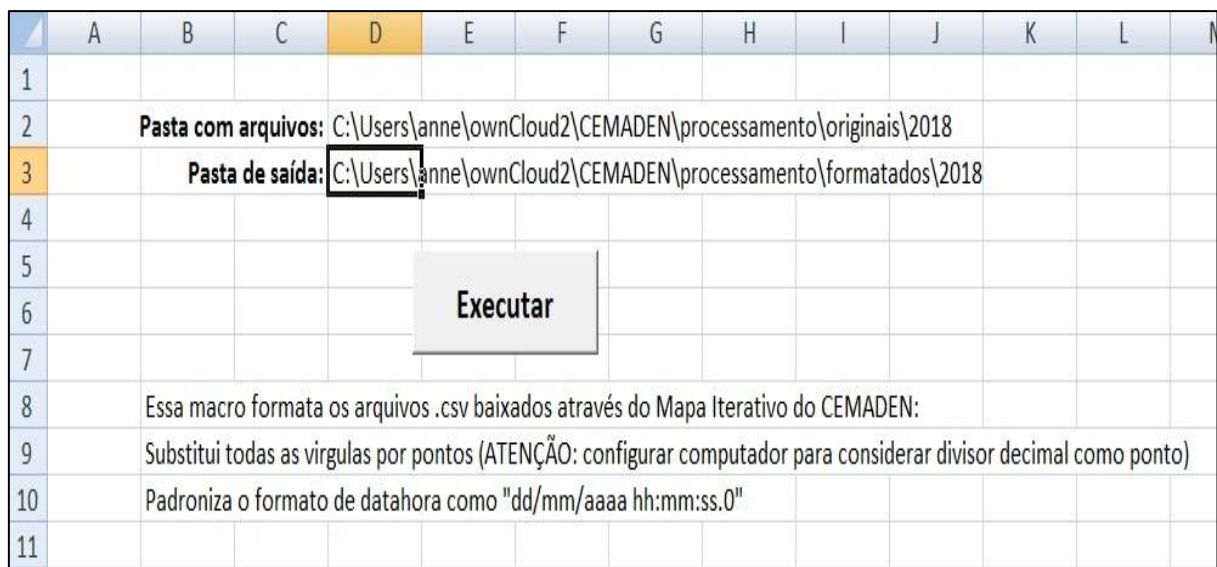 A B C D E F G H I J K L
1
2 Pasta com arquivos: C:\Users\anne\ownCloud2\CEMADEN\processamento\originais\2018
3 Pasta de saída: C:\Users\anne\ownCloud2\CEMADEN\processamento\formatados\2018
4
5
6 Executar
7
8 Essa macro formata os arquivos .csv baixados através do Mapa Iterativo do CEMADEN:
9 Substitui todas as virgulas por pontos (ATENÇÃO: configurar computador para considerar divisor decimal como ponto)
10 Padroniza o formato de datahora como "dd/mm/aaaa hh:mm:ss.0"
11